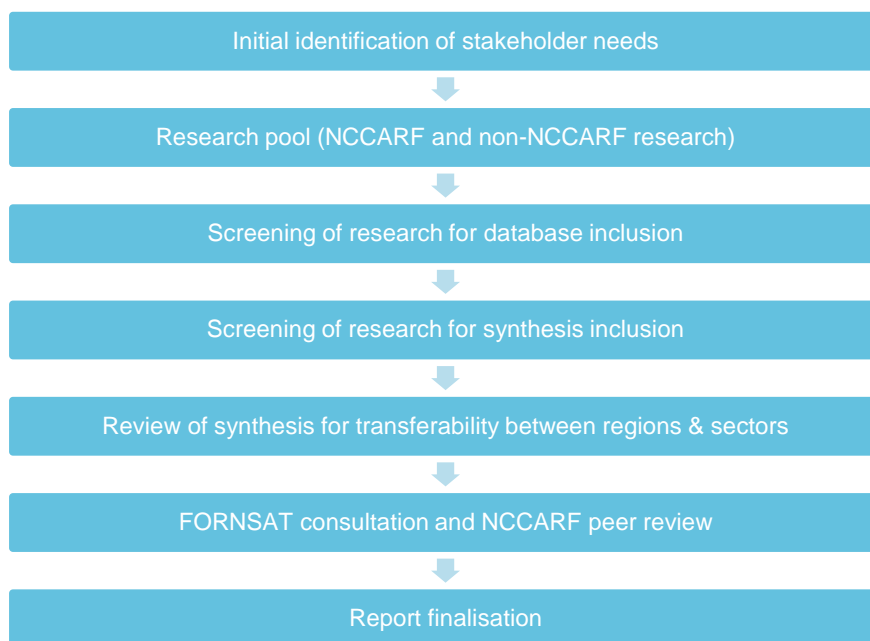 Initial identification of stakeholder needs
Research pool (NCCARF and non-NCCARF research)
Screening of research for database inclusion
Screening of research for synthesis inclusion
Review of synthesis for transferability between regions & sectors
FORNSAT consultation and NCCARF peer review
Report finalisation